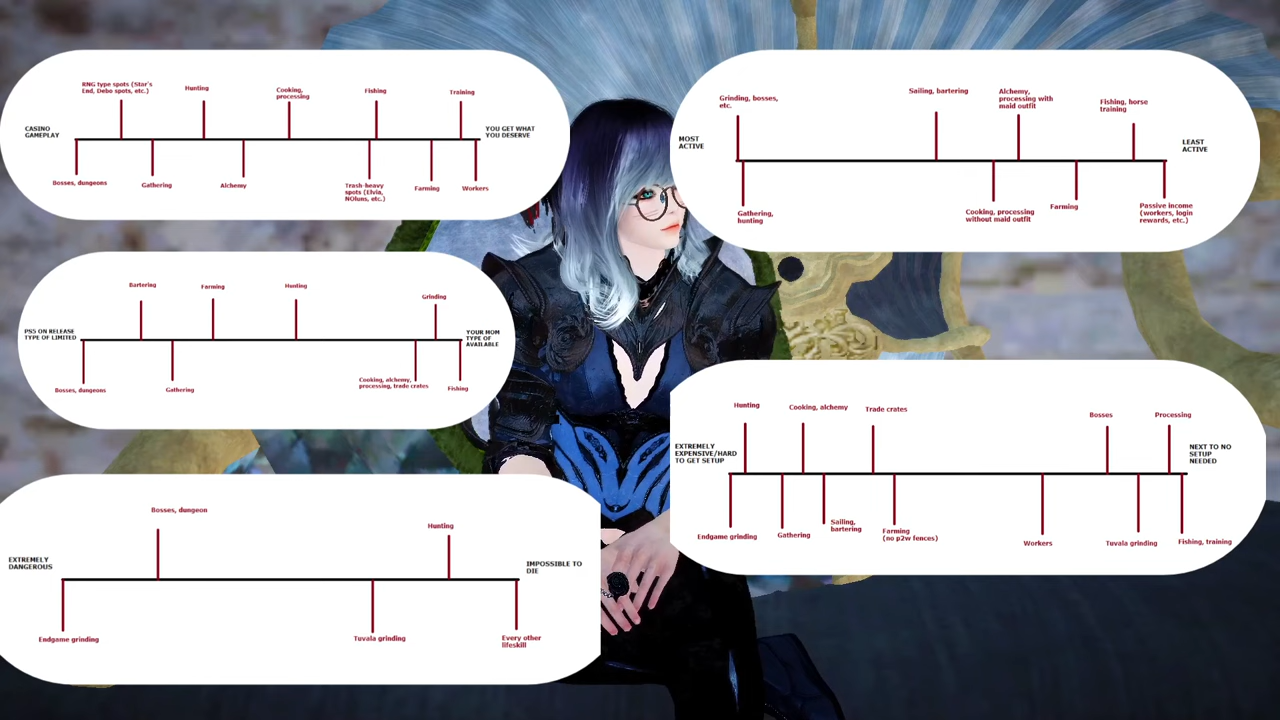 RNG type spots (Star's
End, Debo spots, etc.)
Hunting
Cooking,
processing
Fishing
Training
CASINO
GAMEPLAY
YOU GET WHAT
YOU DESERVE
Bosses, dungeons
Gathering
Alchemy
Trash-heavy
spots (Elvia,
NOluns, etc.)
Farming
Workers
Grinding, bosses,
etc.
Sailing, bartering
Alchemy,
processing with
maid outfit
Fishing, horse
training
MOST
ACTIVE
LEAST
ACTIVE
Gathering,
hunting
Cooking, processing
without maid outfit
Farming
Passive income
(workers, login
rewards, etc.)
Bartering
Farming
Hunting
Grinding
PS5 ON RELEASE
TYPE OF LIMITED
YOUR MOM
TYPE OF
AVAILABLE
Bosses, dungeons
Gathering
Cooking, alchemy,
processing, trade crates
Fishing
Hunting
Cooking, alchemy
Trade crates
Bosses
Processing
EXTREMELY
EXPENSIVE/HARD
TO GET SETUP
NEXT TO NO
SETUP
NEEDED
Endgame grinding
Gathering
Sailing,
bartering
Farming
(no p2w fences)
Workers
Tuvala grinding
Fishing, training
Bosses, dungeon
Hunting
EXTREMELY
DANGEROUS
IMPOSSIBLE TO
DIE
Endgame grinding
Tuvala grinding
Every other
lifeskill